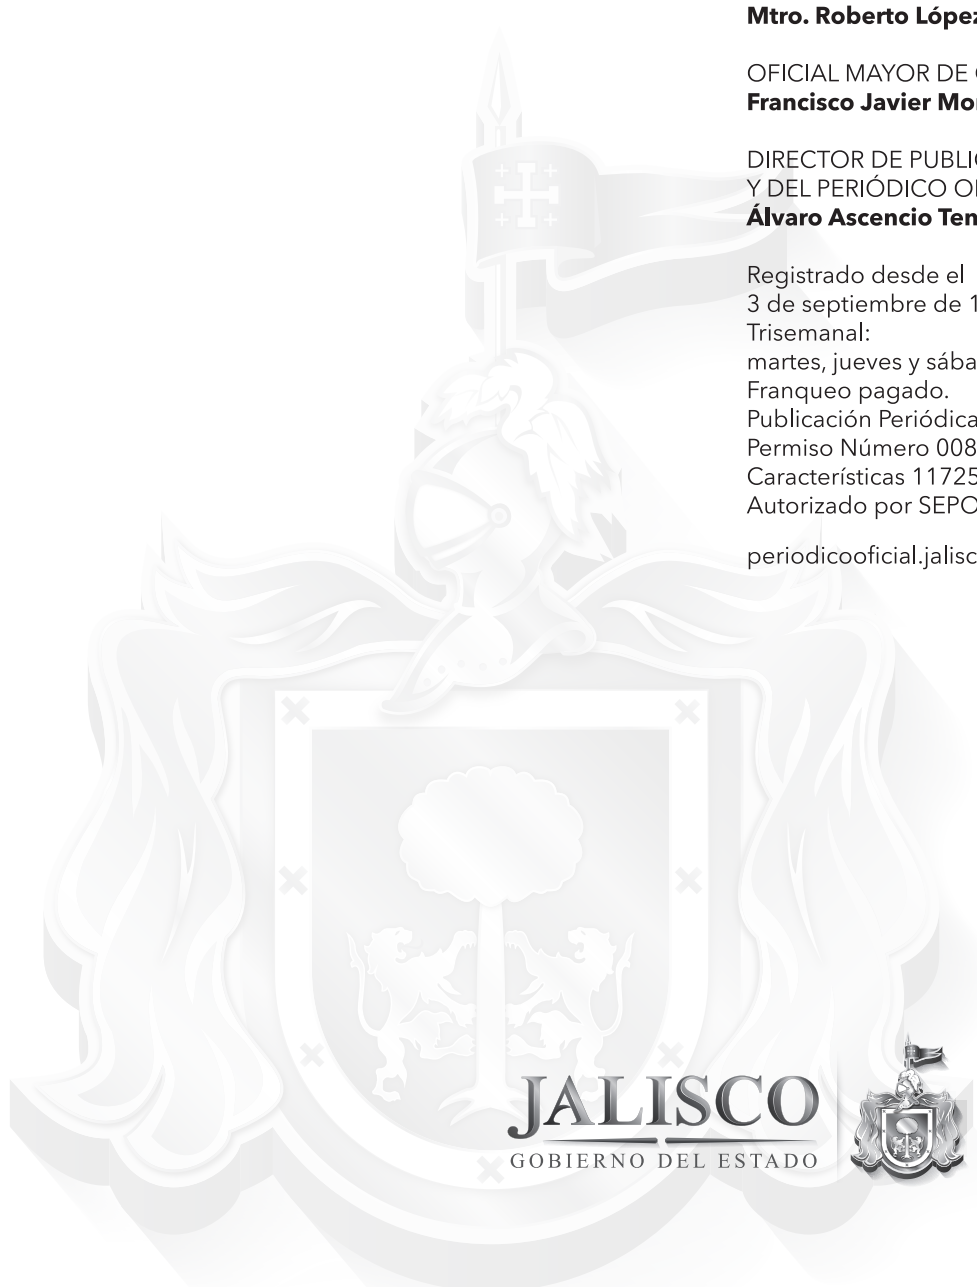 Mtro. Roberto López
OFICIAL MAYOR DE
Francisco Javier Mo
DIRECTOR DE PUBLI
Y DEL PERIÓDICO O
Álvaro Ascencio Ten
Registrado desde el
3 de septiembre de 1
Trisemanal:
martes, jueves y sába
Franqueo pagado.
Publicación Periódica
Permiso Número 008
Características 11725
Autorizado por SEPO
periodicooficial.jalisc
JALISCO
GOBIERNO DEL ESTADO